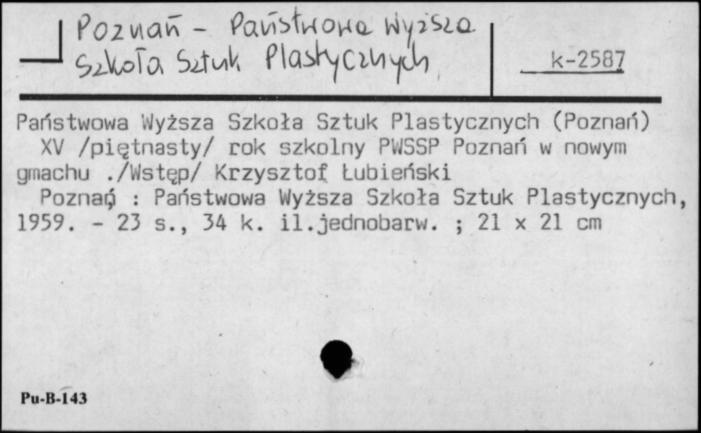 Poznań - Państwowa Wyższa
Szkoła Sztuk Plastycznych
k-2587
Państwowa Wyższa Szkoła Sztuk Plastycznych (Poznań)
XV /piętnasty/ rok szkolny PWSSP Poznań w nowym
gmachu ./Wstęp/ Krzysztof Łubieński
Poznań : Państwowa Wyższa Szkoła Sztuk Plastycznych,
1959. - 23 s., 34 k. il.jednobarw. ; 21 x 21 cm
Pu-B-143